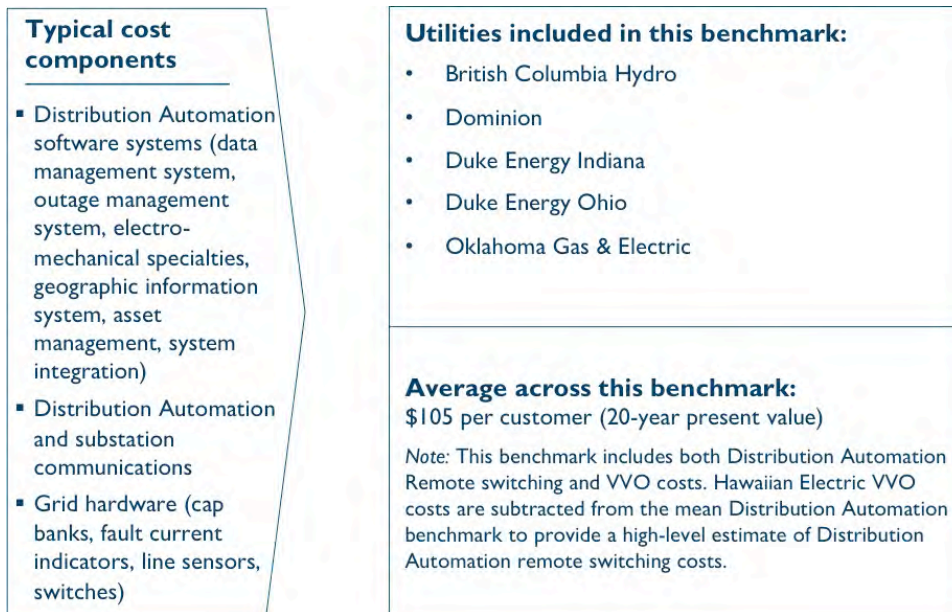 Typical cost
components
▪ Distribution Automation
software systems (data
management system,
outage management
system, electro-
mechanical specialties,
geographic information
system, asset
management, system
integration)
▪ Distribution Automation
and substation
communications
▪ Grid hardware (cap
banks, fault current
indicators, line sensors,
switches)
Utilities included in this benchmark:
• British Columbia Hydro
• Dominion
• Duke Energy Indiana
• Duke Energy Ohio
• Oklahoma Gas & Electric
Average across this benchmark:
$105 per customer (20-year present value)
Note: This benchmark includes both Distribution Automation
Remote switching and VVO costs. Hawaiian Electric VVO
costs are subtracted from the mean Distribution Automation
benchmark to provide a high-level estimate of Distribution
Automation remote switching costs.